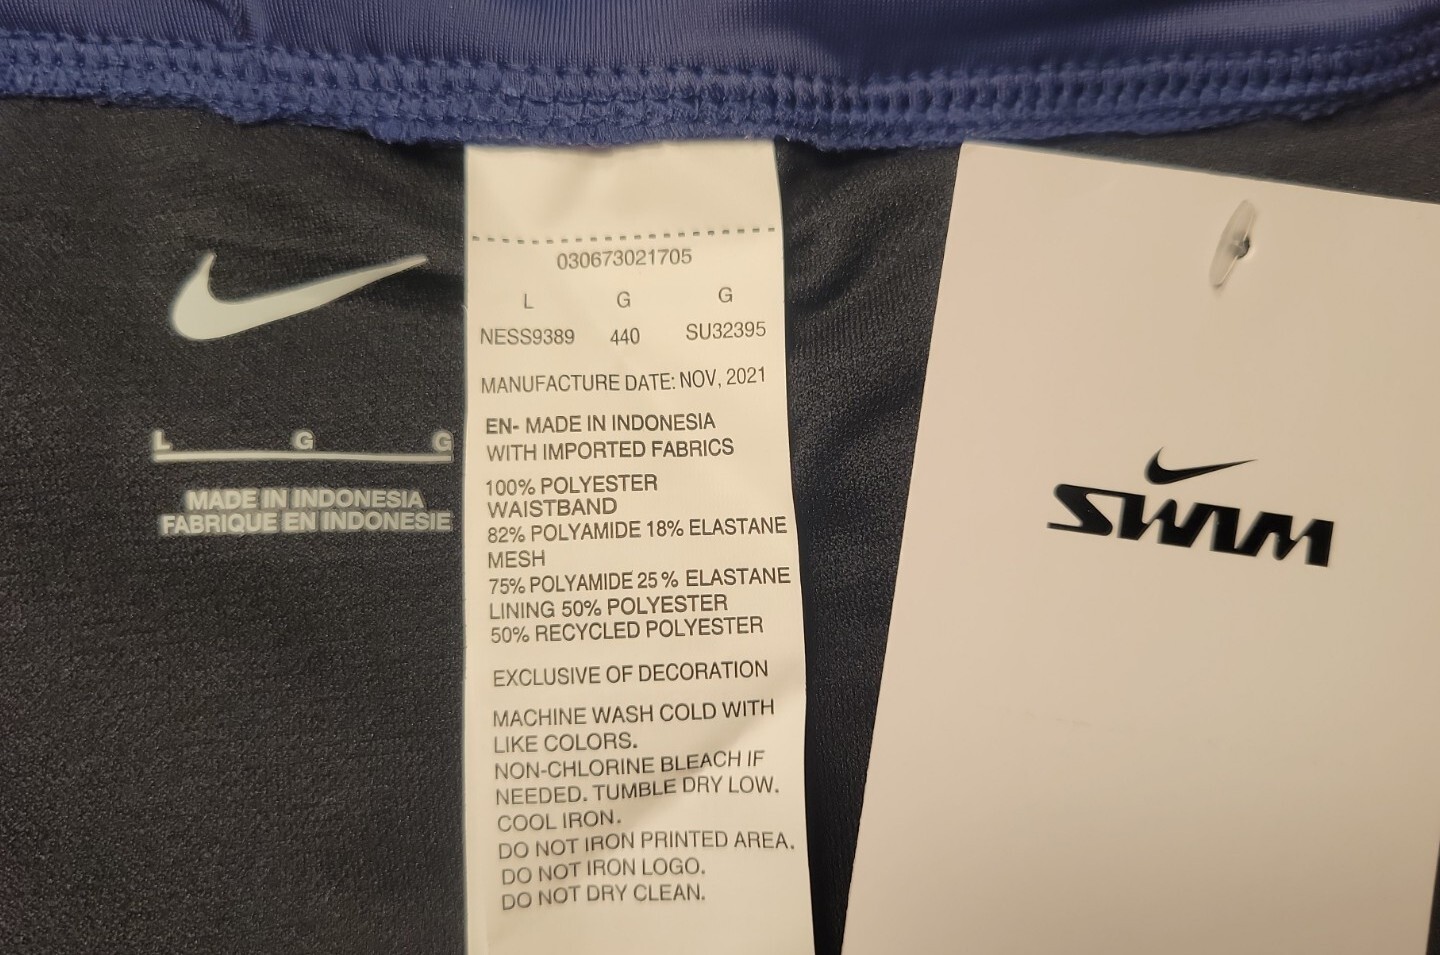 L G G
MADE IN INDONESIA
FABRIQUE EN INDONESIE
030673021705
L G G
NESS9389 440 SU32395
MANUFACTURE DATE: NOV, 2021
EN- MADE IN INDONESIA
WITH IMPORTED FABRICS
100% POLYESTER
WAISTBAND
82% POLYAMIDE 18% ELASTANE
MESH
75% POLYAMIDE 25% ELASTANE
LINING 50% POLYESTER
50% RECYCLED POLYESTER
EXCLUSIVE OF DECORATION
MACHINE WASH COLD WITH
LIKE COLORS.
NON-CHLORINE BLEACH IF
NEEDED. TUMBLE DRY LOW.
COOL IRON.
DO NOT IRON PRINTED AREA.
DO NOT IRON LOGO.
DO NOT DRY CLEAN.
SWIM